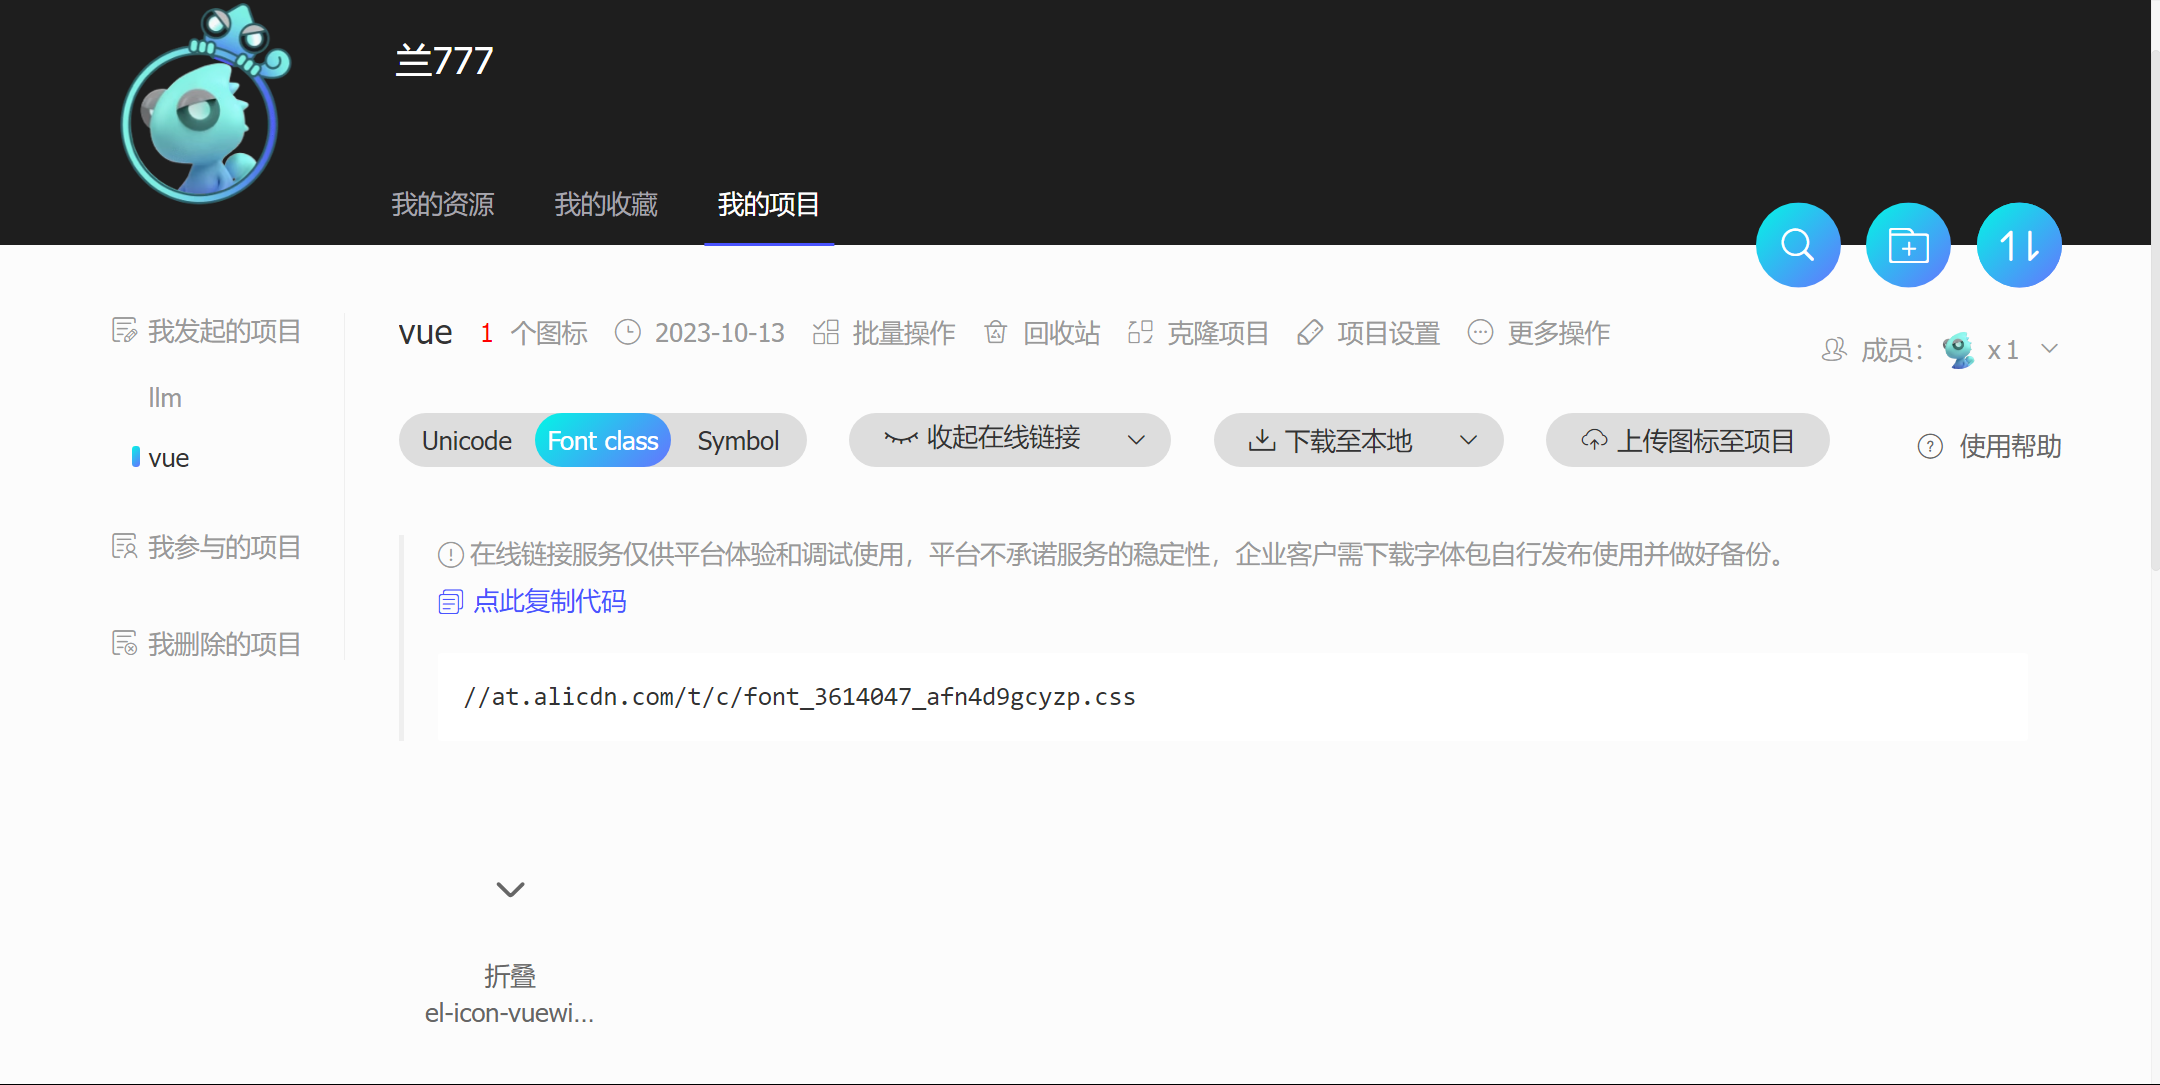 兰777
我的资源 我的收藏 我的项目
我发起的项目
llm
vue
我参与的项目
我删除的项目
vue 1 个图标 2023-10-13 批量操作 回收站 克隆项目 项目设置 更多操作
成员： x 1
Unicode Font class Symbol 收起在线链接 下载至本地 上传图标至项目 使用帮助
在线链接服务仅供平台体验和调试使用，平台不承诺服务的稳定性，企业客户需下载字体包自行发布使用并做好备份。
点此复制代码
//at.alicdn.com/t/c/font_3614047_afn4d9gcyzp.css
折叠
el-icon-vuewi...